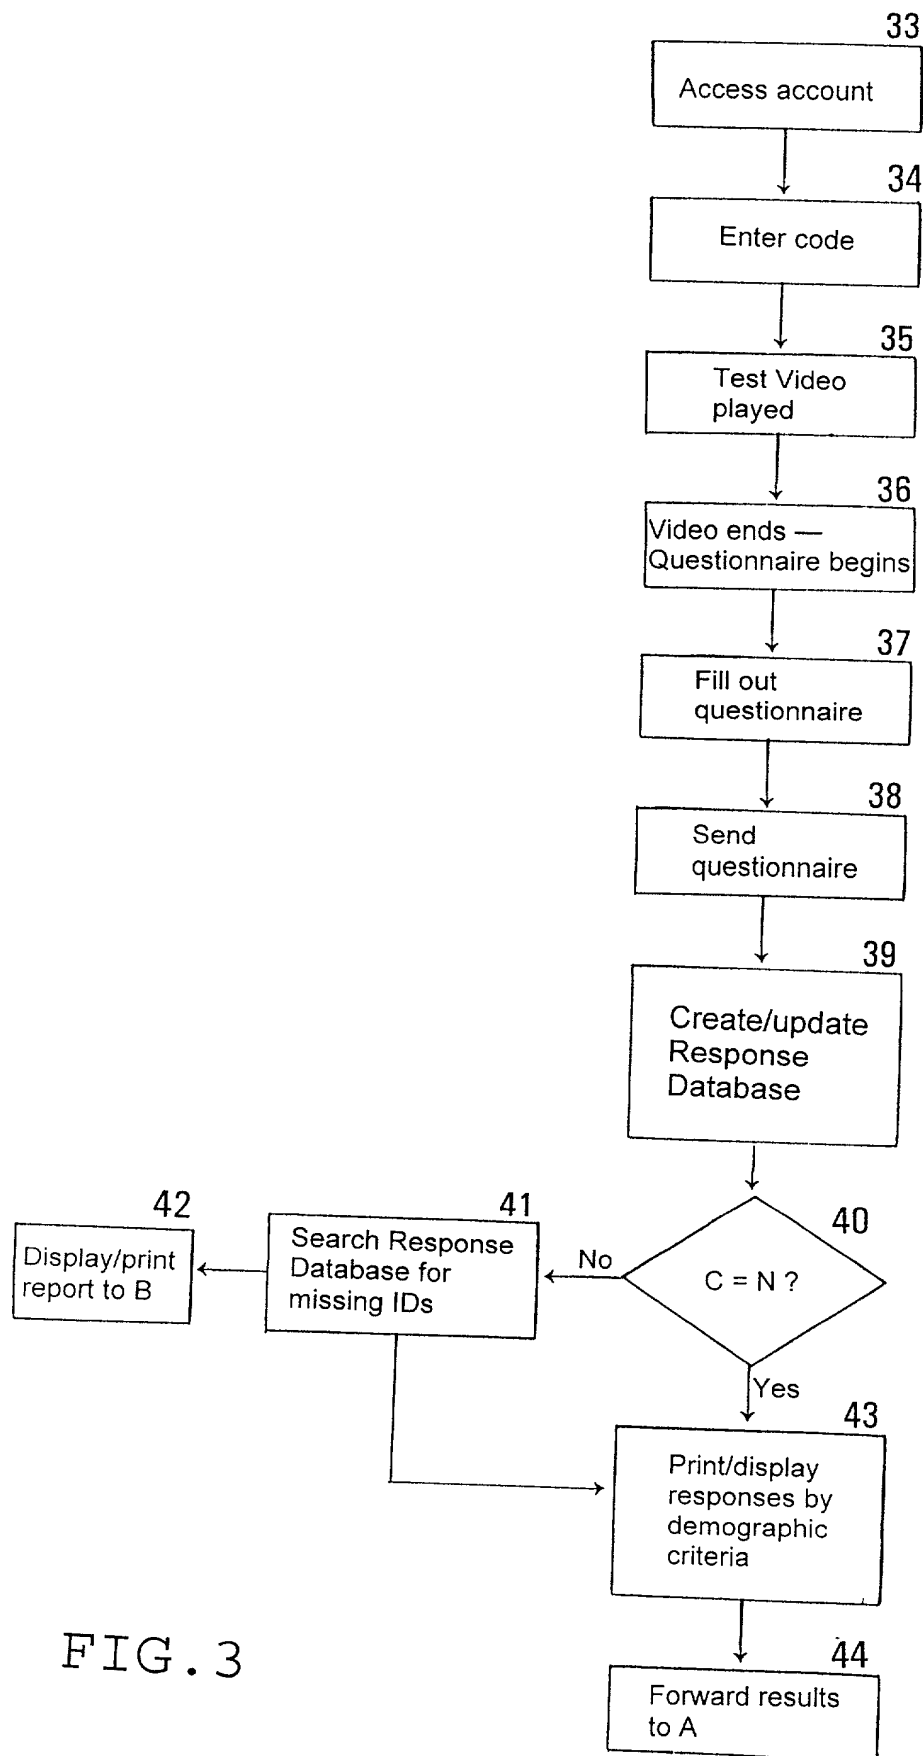 33
Access account
34
Enter code
35
Test Video
played
36
Video ends —
Questionnaire begins
37
Fill out
questionnaire
38
Send
questionnaire
39
Create/update
Response
Database
40
C = N ?
No
41
Search Response
Database for
missing IDs
42
Display/print
report to B
Yes
43
Print/display
responses by
demographic
criteria
44
Forward results
to A
FIG.3